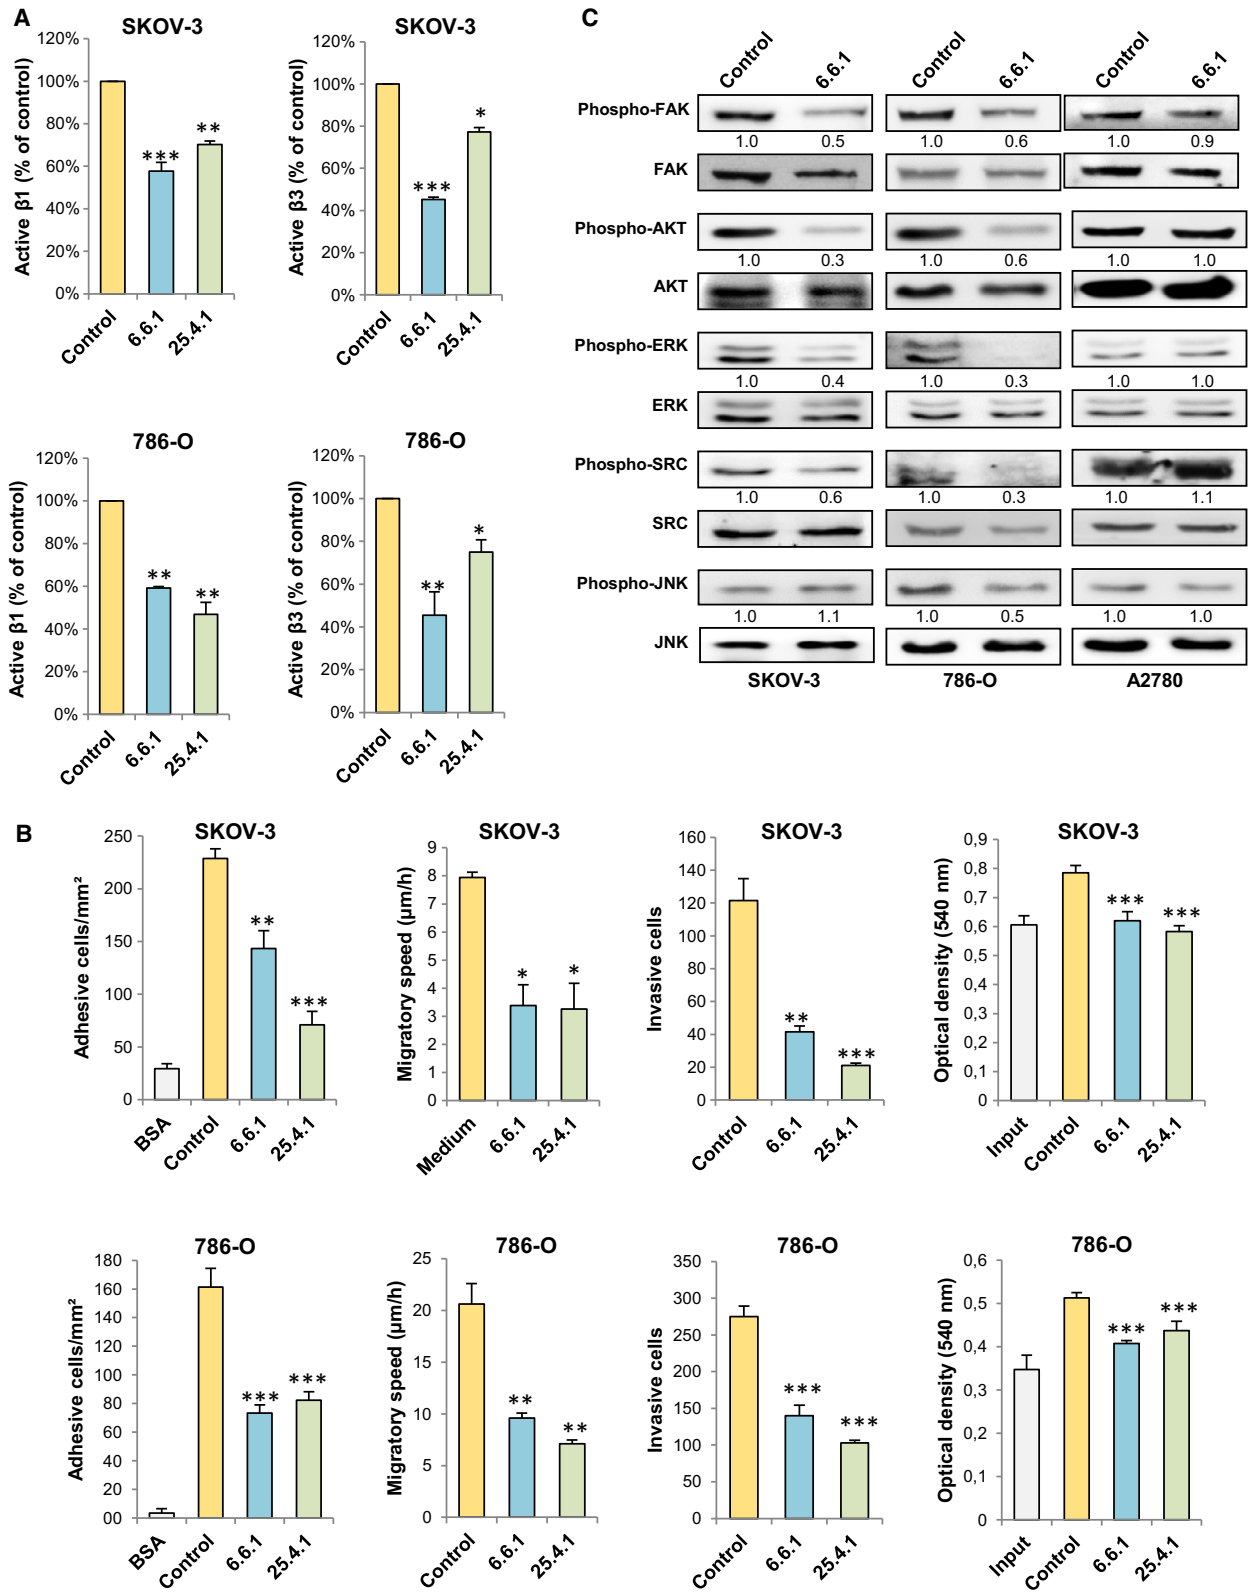 A
SKOV-3
Active β1 (% of control)
120%
100%
80%
60%
40%
20%
0%
***
**
Control
6.6.1
25.4.1
SKOV-3
Active β3 (% of control)
120%
100%
80%
60%
40%
20%
0%
***
*
Control
6.6.1
25.4.1
786-O
Active β1 (% of control)
120%
100%
80%
60%
40%
20%
0%
**
**
Control
6.6.1
25.4.1
786-O
Active β3 (% of control)
120%
100%
80%
60%
40%
20%
0%
**
*
Control
6.6.1
25.4.1
C
Control 6.6.1 Control 6.6.1 Control 6.6.1
Phospho-FAK
1.0 0.5 1.0 0.6 1.0 0.9
FAK
Phospho-AKT
1.0 0.3 1.0 0.6 1.0 1.0
AKT
Phospho-ERK
1.0 0.4 1.0 0.3 1.0 1.0
ERK
Phospho-SRC
1.0 0.6 1.0 0.3 1.0 1.1
SRC
Phospho-JNK
1.0 1.1 1.0 0.5 1.0 1.0
JNK
SKOV-3 786-O A2780
B
SKOV-3
Adhesive cells/mm²
250
200
150
100
50
0
**
***
BSA
Control
6.6.1
25.4.1
SKOV-3
Migratory speed (µm/h)
9
8
7
6
5
4
3
2
1
0
*
*
Medium
6.6.1
25.4.1
SKOV-3
Invasive cells
160
140
120
100
80
60
40
20
0
**
***
Control
6.6.1
25.4.1
SKOV-3
Optical density (540 nm)
0,9
0,8
0,7
0,6
0,5
0,4
0,3
0,2
0,1
0
***
***
Input
Control
6.6.1
25.4.1
786-O
Adhesive cells/mm²
180
160
140
120
100
80
60
40
20
00
***
***
BSA
Control
6.6.1
25.4.1
786-O
Migratory speed (µm/h)
25
20
15
10
5
0
**
**
Control
6.6.1
25.4.1
786-O
Invasive cells
350
300
250
200
150
100
50
0
***
***
Control
6.6.1
25.4.1
786-O
Optical density (540 nm)
0,6
0,5
0,4
0,3
0,2
0,1
0
***
***
Input
Control
6.6.1
25.4.1